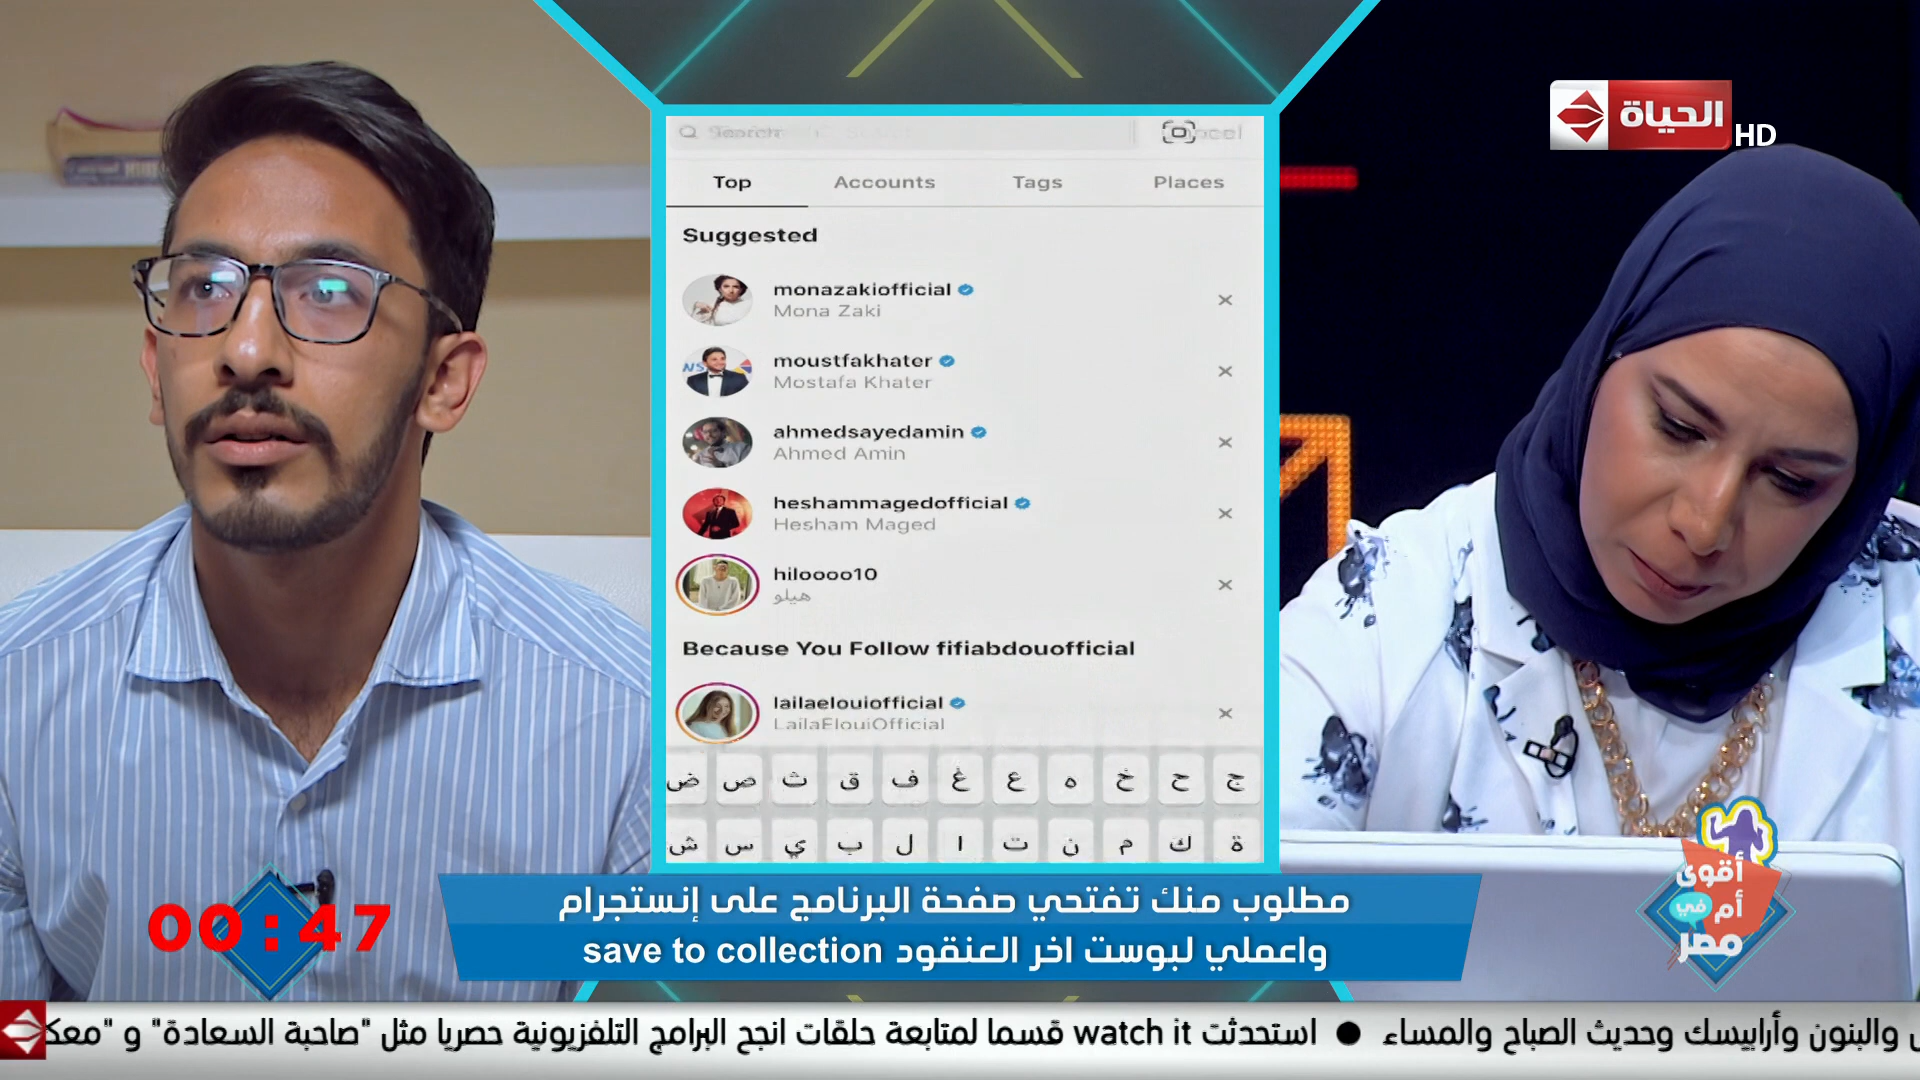 الحياة
HD
Search
Top Accounts Tags Places
Suggested
monazakiofficial
Mona Zaki
moustfakhater
Mostafa Khater
ahmedsayedamin
Ahmed Amin
heshammagedofficial
Hesham Maged
hiloooo10
هيلو
Because You Follow fifiabdouofficial
lailaelouiofficial
LailaElouiOfficial
ض ص ث ق ف غ ع ه خ ح ج
ش س ي ب ل ا ت ن م ك ة
مطلوب منك تفتحي صفحة البرنامج على إنستجرام
واعملي لبوست اخر العنقود save to collection
00:47
أقوى
أم في
مصر
والبنون وأرابيسك وحديث الصباح والمساء ● استحدثت watch it قسما لمتابعة حلقات انجح البرامج التلفزيونية حصريا مثل "صاحبة السعادة" و "معك